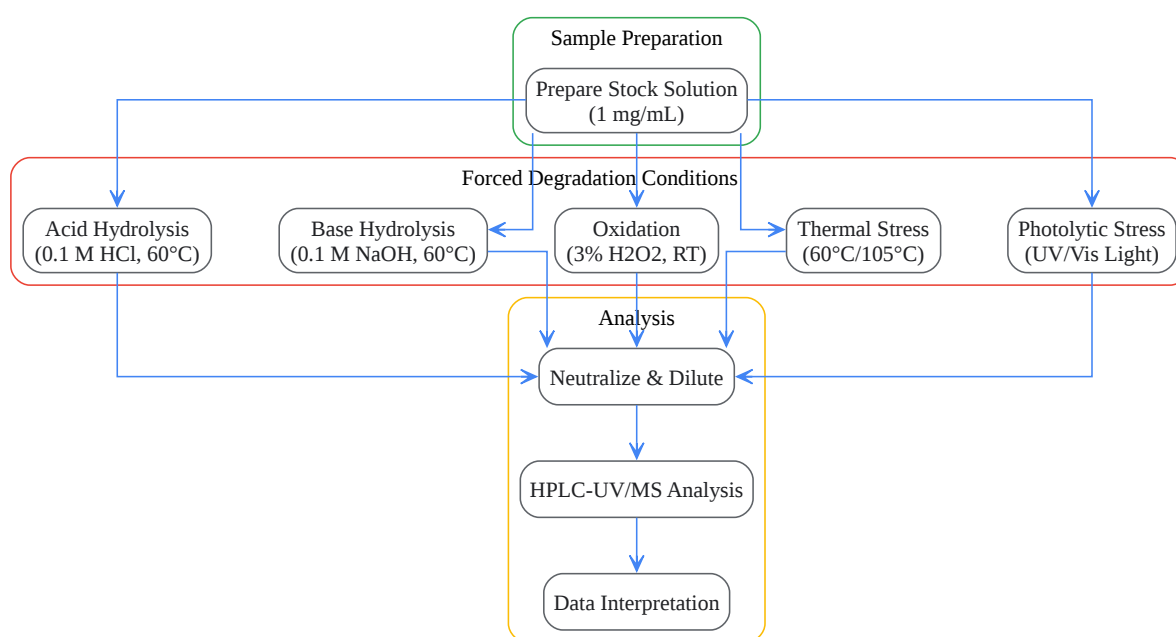 Sample Preparation
Prepare Stock Solution
(1 mg/mL)
Forced Degradation Conditions
Acid Hydrolysis
(0.1 M HCl, 60°C)
Base Hydrolysis
(0.1 M NaOH, 60°C)
Oxidation
(3% H2O2, RT)
Thermal Stress
(60°C/105°C)
Photolytic Stress
(UV/Vis Light)
Analysis
Neutralize & Dilute
HPLC-UV/MS Analysis
Data Interpretation